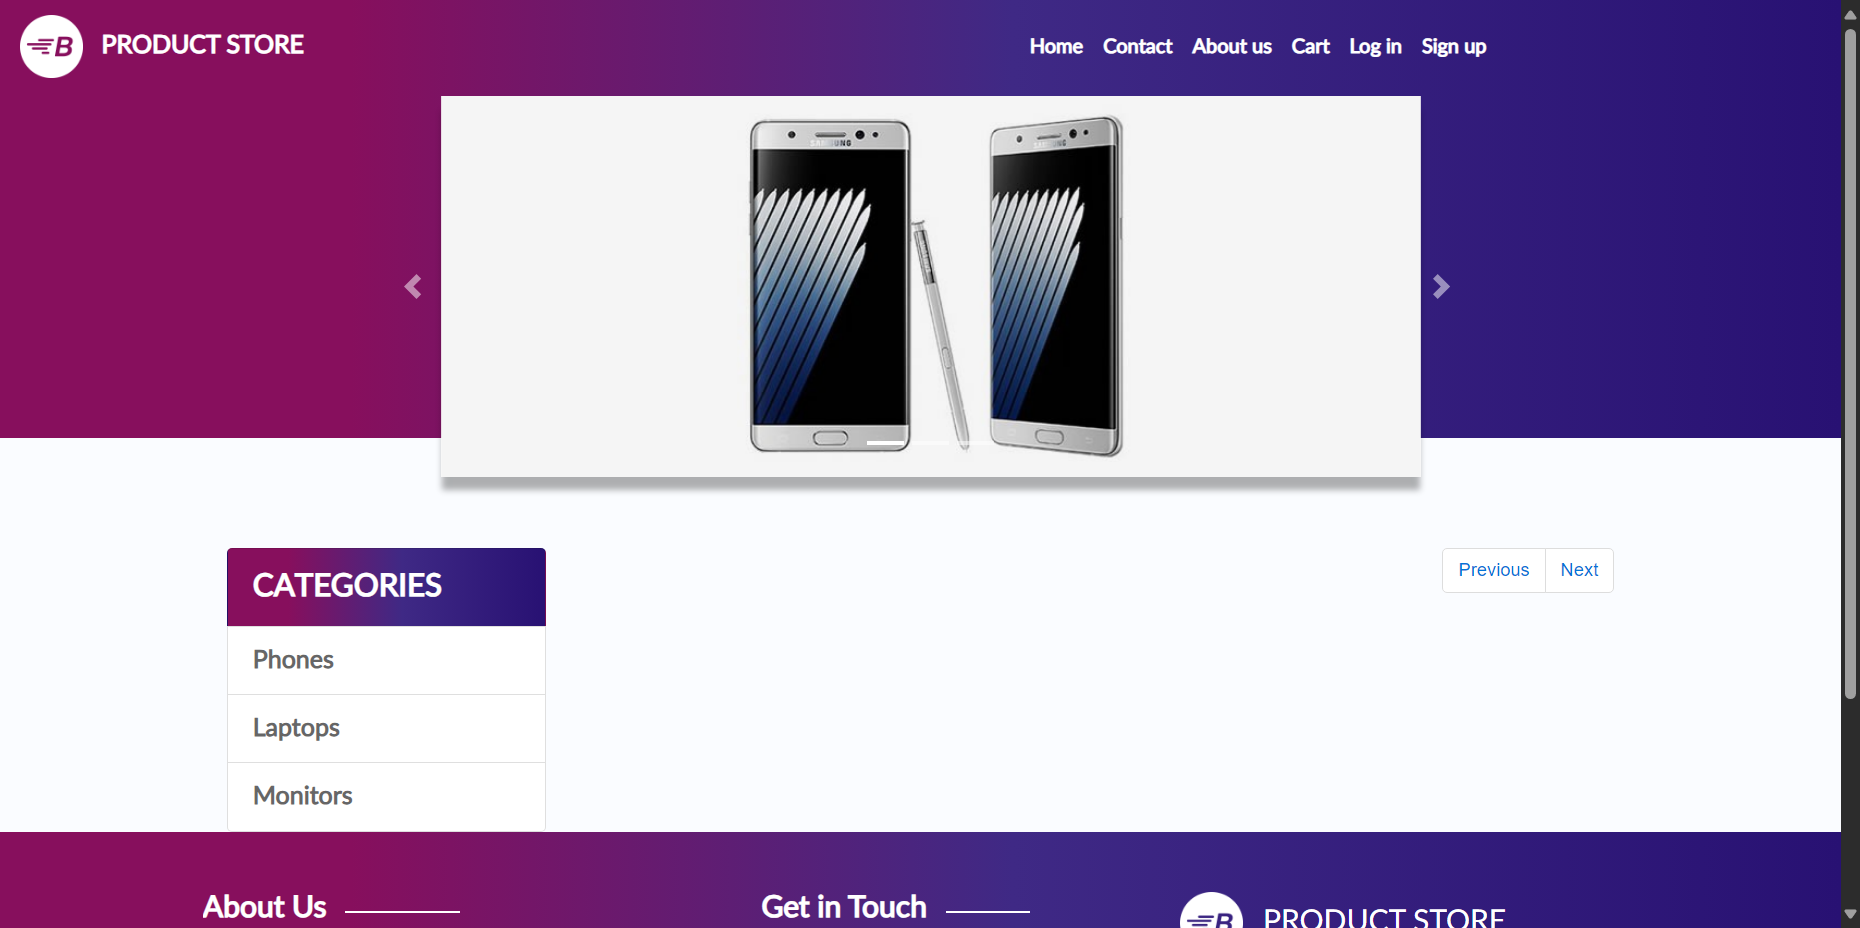 B PRODUCT STORE
Home Contact About us Cart Log in Sign up
SAMSUNG
SAMSUNG
CATEGORIES
Previous Next
Phones
Laptops
Monitors
About Us
Get in Touch
B PRODUCT STORE